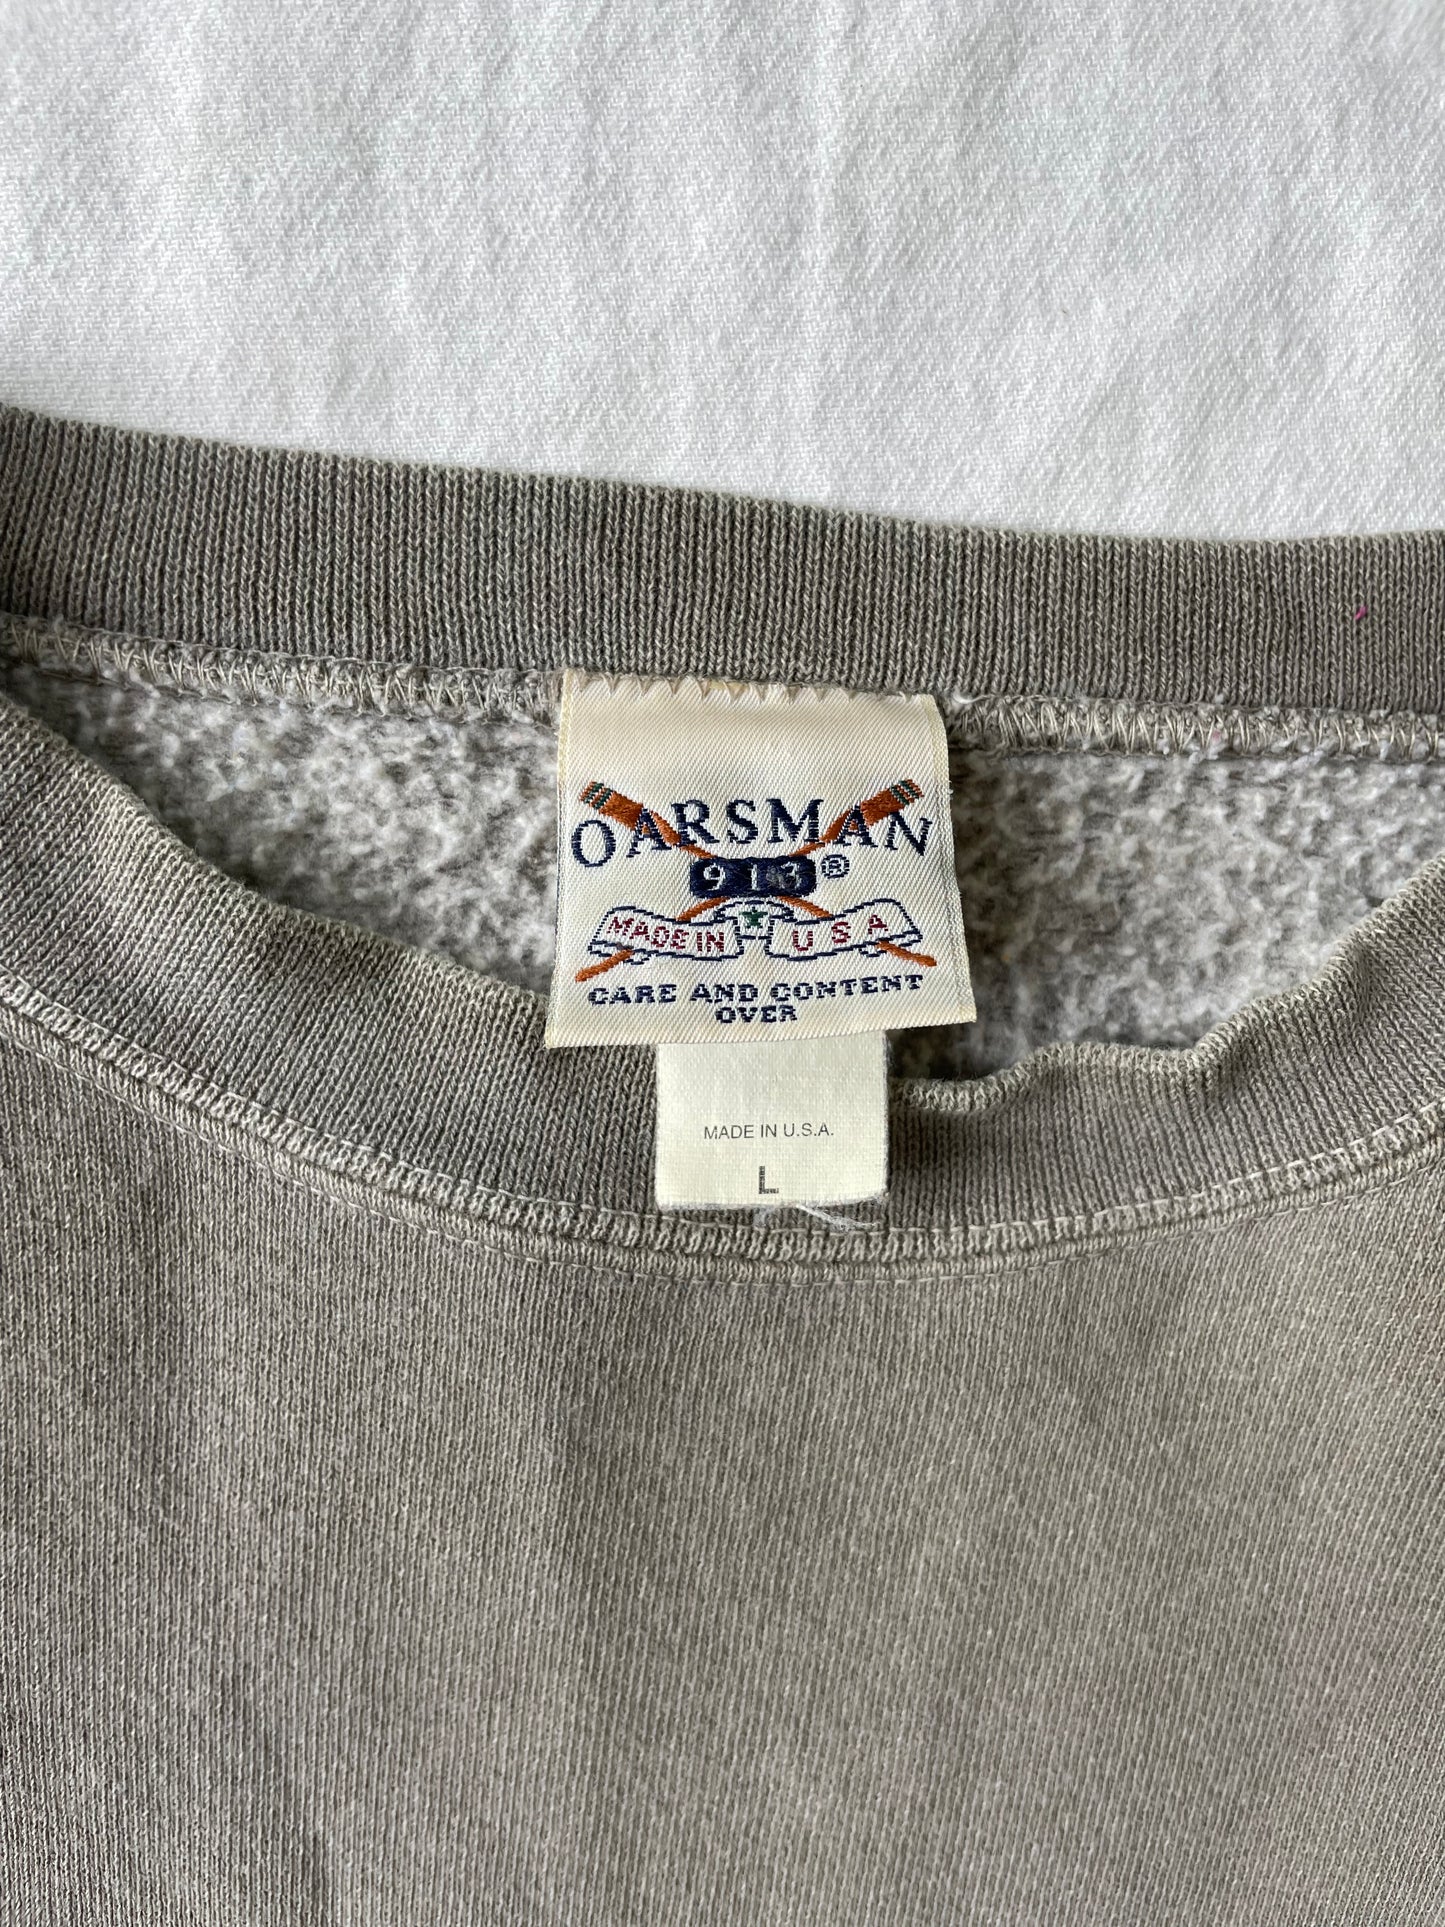 OARSMAN
913®
MADE IN USA
CARE AND CONTENT
OVER
MADE IN U.S.A.
L